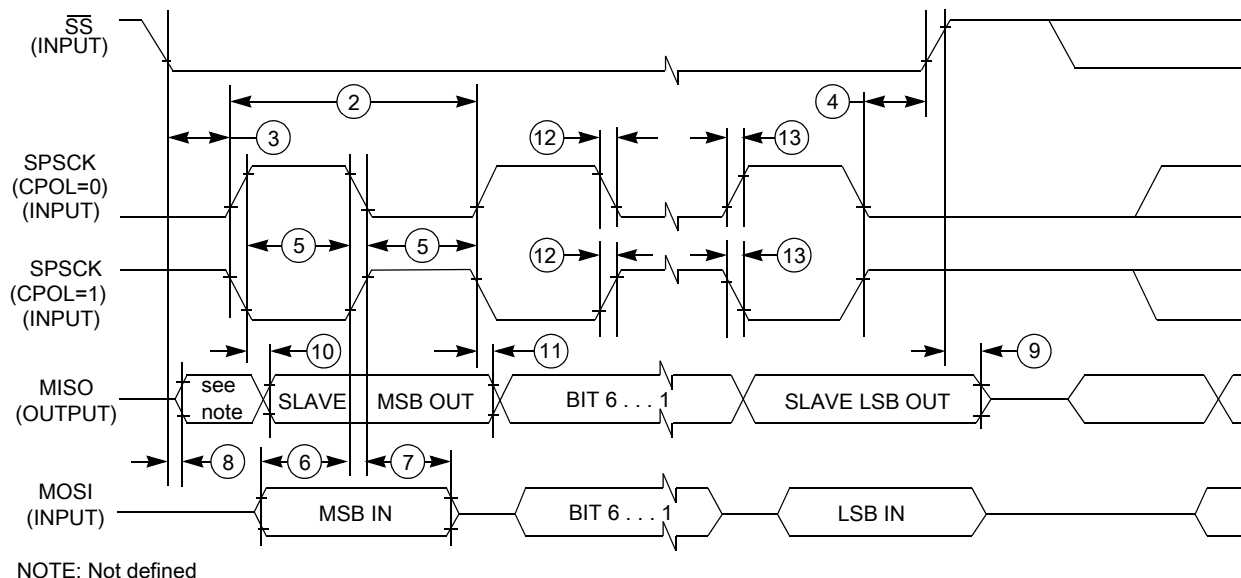 SS
(INPUT)
2
4
3
12
13
SPSCK
(CPOL=0)
(INPUT)
5
5
12
13
SPSCK
(CPOL=1)
(INPUT)
10
11
9
MISO
(OUTPUT)
see
note
SLAVE
MSB OUT
BIT 6 . . . 1
SLAVE LSB OUT
8
6
7
MOSI
(INPUT)
MSB IN
BIT 6 . . . 1
LSB IN
NOTE: Not defined